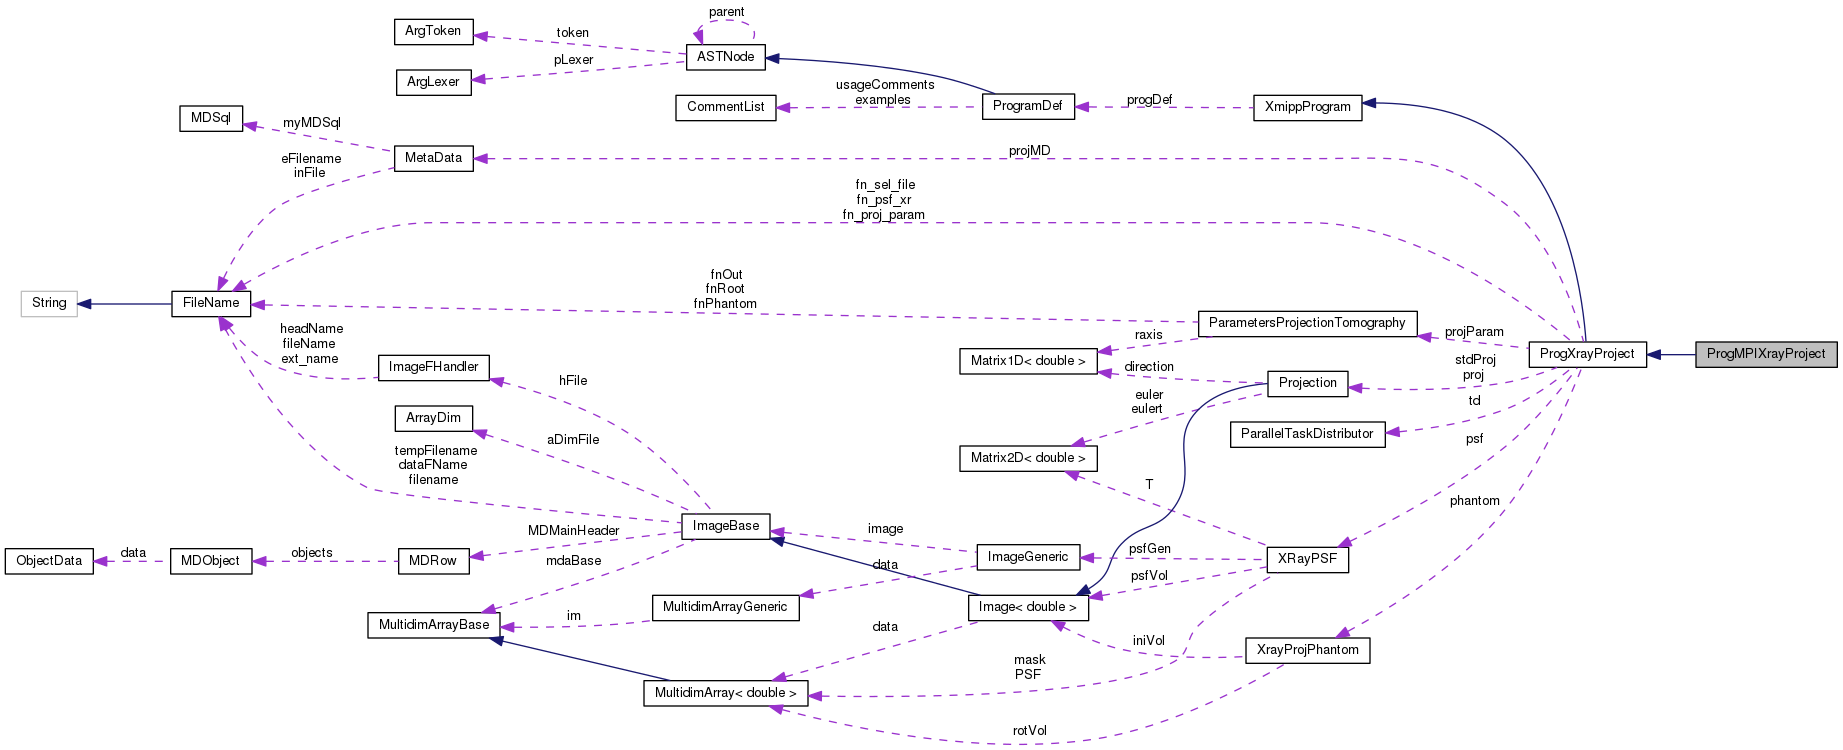 parent
ArgToken
token
ASTNode
pLexer
ArgLexer
usageComments
examples
CommentList
ProgramDef
progDef
XmippProgram
MDSql
myMDSql
MetaData
projMD
eFilename
inFile
fn_sel_file
fn_psf_xr
fn_proj_param
String
FileName
fnOut
fnRoot
fnPhantom
ParametersProjectionTomography
projParam
headName
fileName
ext_name
ImageFHandler
raxis
Matrix1D< double >
direction
ProgXrayProject
ProgMPIXrayProject
stdProj
proj
Projection
hFile
euler
eulert
td
ArrayDim
aDimFile
ParallelTaskDistributor
psf
tempFilename
dataFName
filename
Matrix2D< double >
T
phantom
ImageBase
MDMainHeader
image
ImageGeneric
psfGen
XRayPSF
ObjectData
data
MDObject
objects
MDRow
mdaBase
data
psfVol
MultidimArrayGeneric
Image< double >
im
MultidimArrayBase
data
iniVol
XrayProjPhantom
mask
PSF
MultidimArray< double >
rotVol